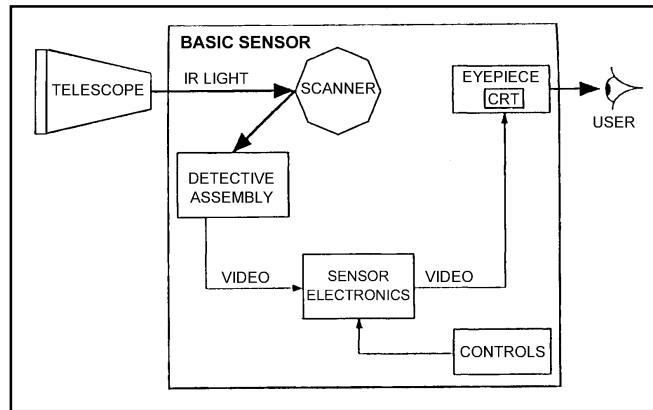 BASIC SENSOR
TELESCOPE
IR LIGHT
SCANNER
EYEPIECE
CRT
USER
DETECTIVE
ASSEMBLY
VIDEO
SENSOR
ELECTRONICS
VIDEO
CONTROLS